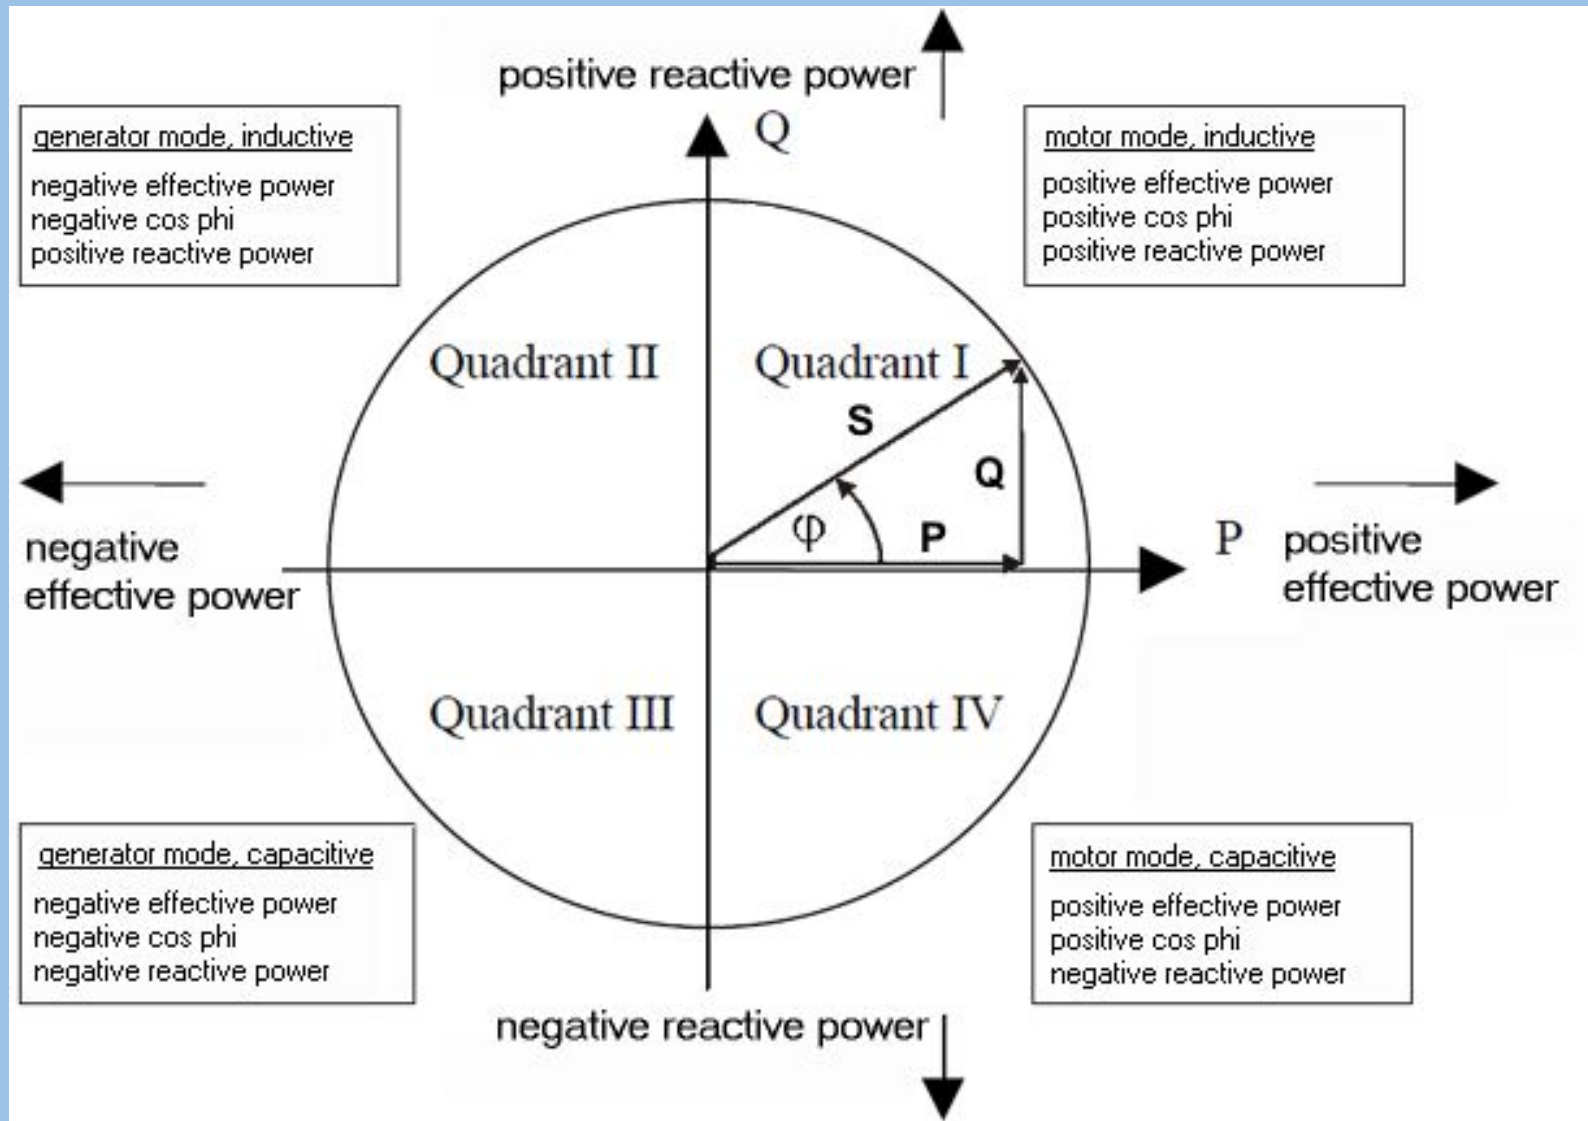 positive reactive power
Q
generator mode, inductive
negative effective power
negative cos phi
positive reactive power
motor mode, inductive
positive effective power
positive cos phi
positive reactive power
Quadrant II
Quadrant I
S
Q
φ
P
negative
effective power
P
positive
effective power
Quadrant III
Quadrant IV
generator mode, capacitive
negative effective power
negative cos phi
negative reactive power
motor mode, capacitive
positive effective power
positive cos phi
negative reactive power
negative reactive power